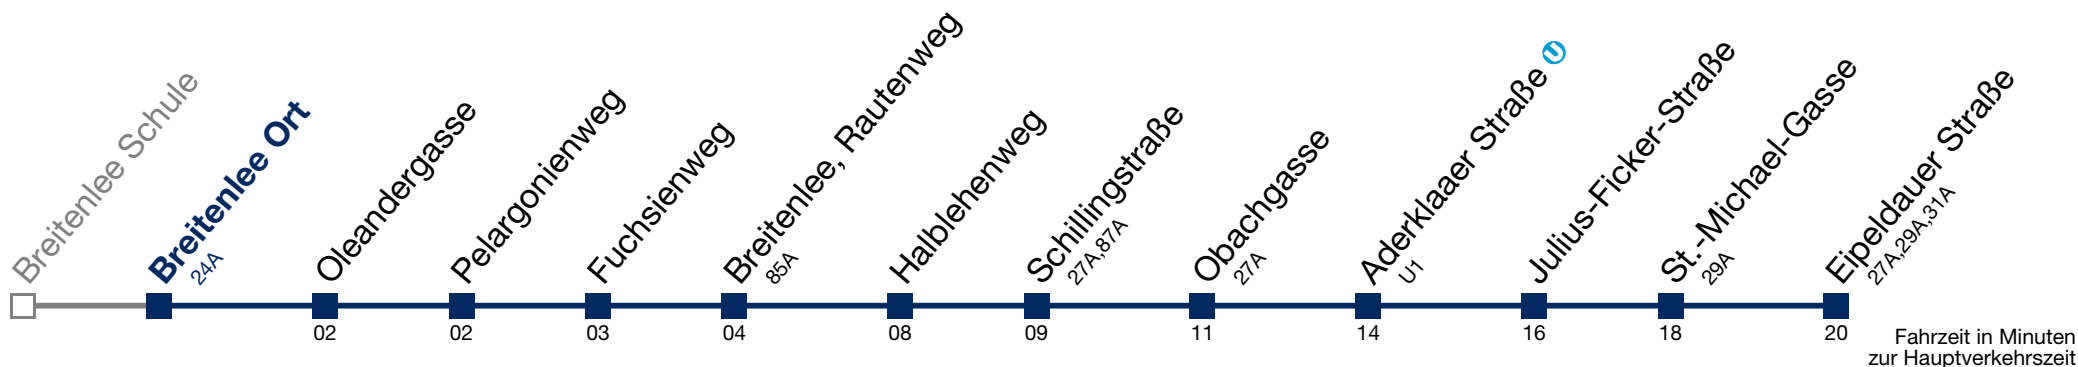 Breitenlee Schule
Breitenlee Ort
24A
Oleandergasse
Pelargonienweg
Fuchsienweg
Breitenlee, Rautenweg
85A
Halblehenweg
Schillingstraße
27A,87A
Obachgasse
27A
Aderklaaer Straße U
U1
Julius-Ficker-Straße
St.-Michael-Gasse
29A
Eipeldauer Straße
27A,29A,31A
02
02
03
04
08
09
11
14
16
18
20
Fahrzeit in Minuten
zur Hauptverkehrszeit